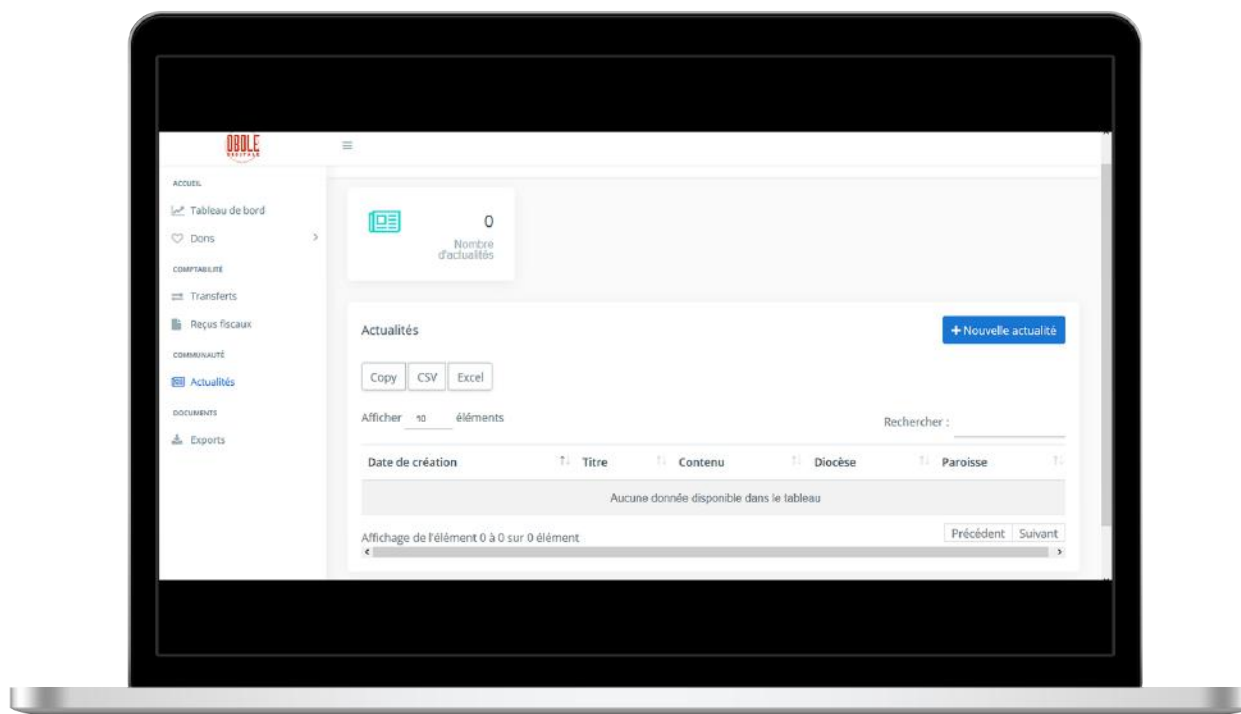 OBOLE
ACCUEIL
Tableau de bord
Dons
COMPTABILITÉ
Transferts
Reçus fiscaux
COMMUNAUTÉ
Actualités
DOCUMENTS
Exports
0
Nombre
d'actualités
Actualités
+ Nouvelle actualité
Copy CSV Excel
Afficher 10 éléments
Rechercher :
Date de création Titre Contenu Diocèse Paroisse
Aucune donnée disponible dans le tableau
Affichage de l'élément 0 à 0 sur 0 élément
Précédent Suivant